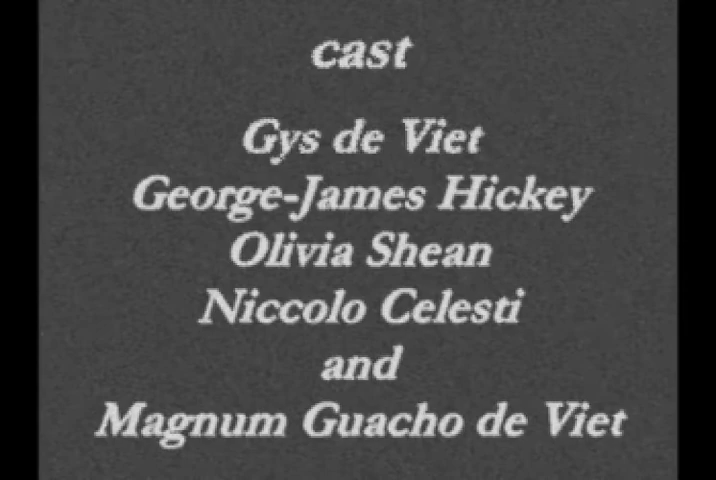 cast
Gys de Viet
George-James Hickey
Olivia Shean
Niccolo Celesti
and
Magnum Guacho de Viet